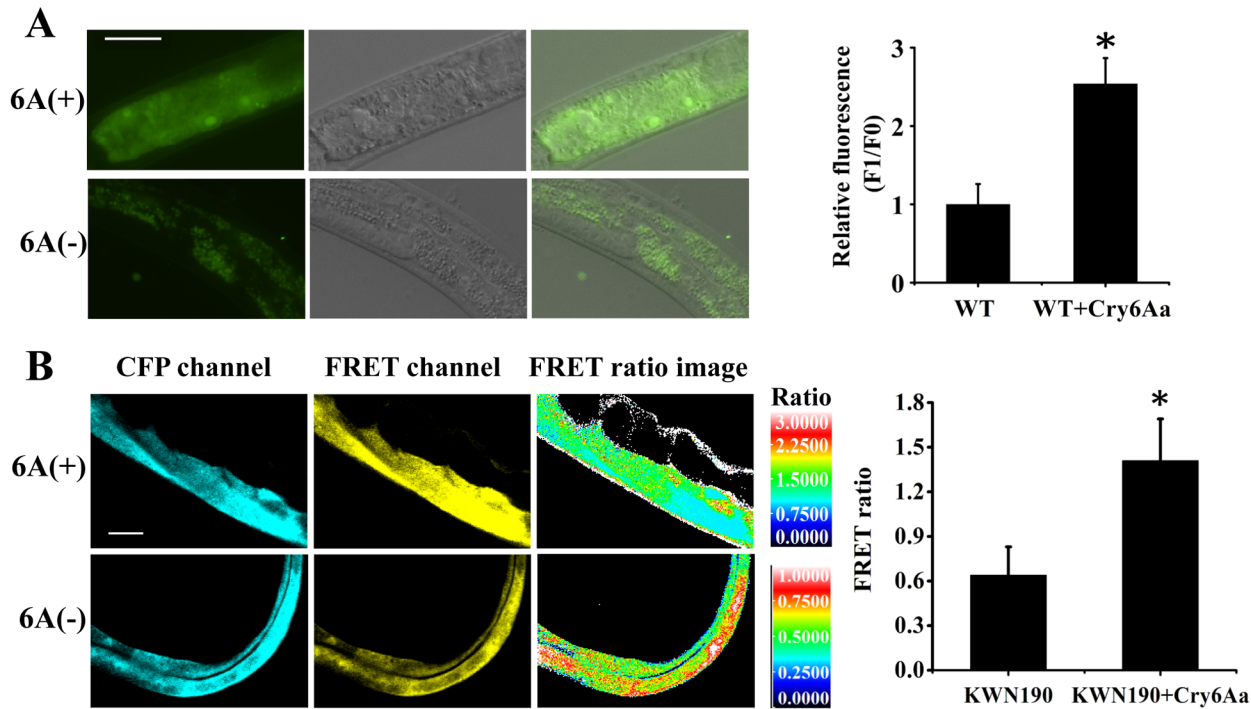 A
6A(+)
6A(-)
Relative fluorescence
(F1/F0)
3
2
1
0
*
WT
WT+Cry6Aa
B
CFP channel
FRET channel
FRET ratio image
Ratio
6A(+)
3.0000
2.2500
1.5000
0.7500
0.0000
6A(-)
1.0000
0.7500
0.5000
0.2500
0.0000
FRET ratio
1.8
1.5
1.2
0.9
0.6
0.3
0.0
*
KWN190
KWN190+Cry6Aa